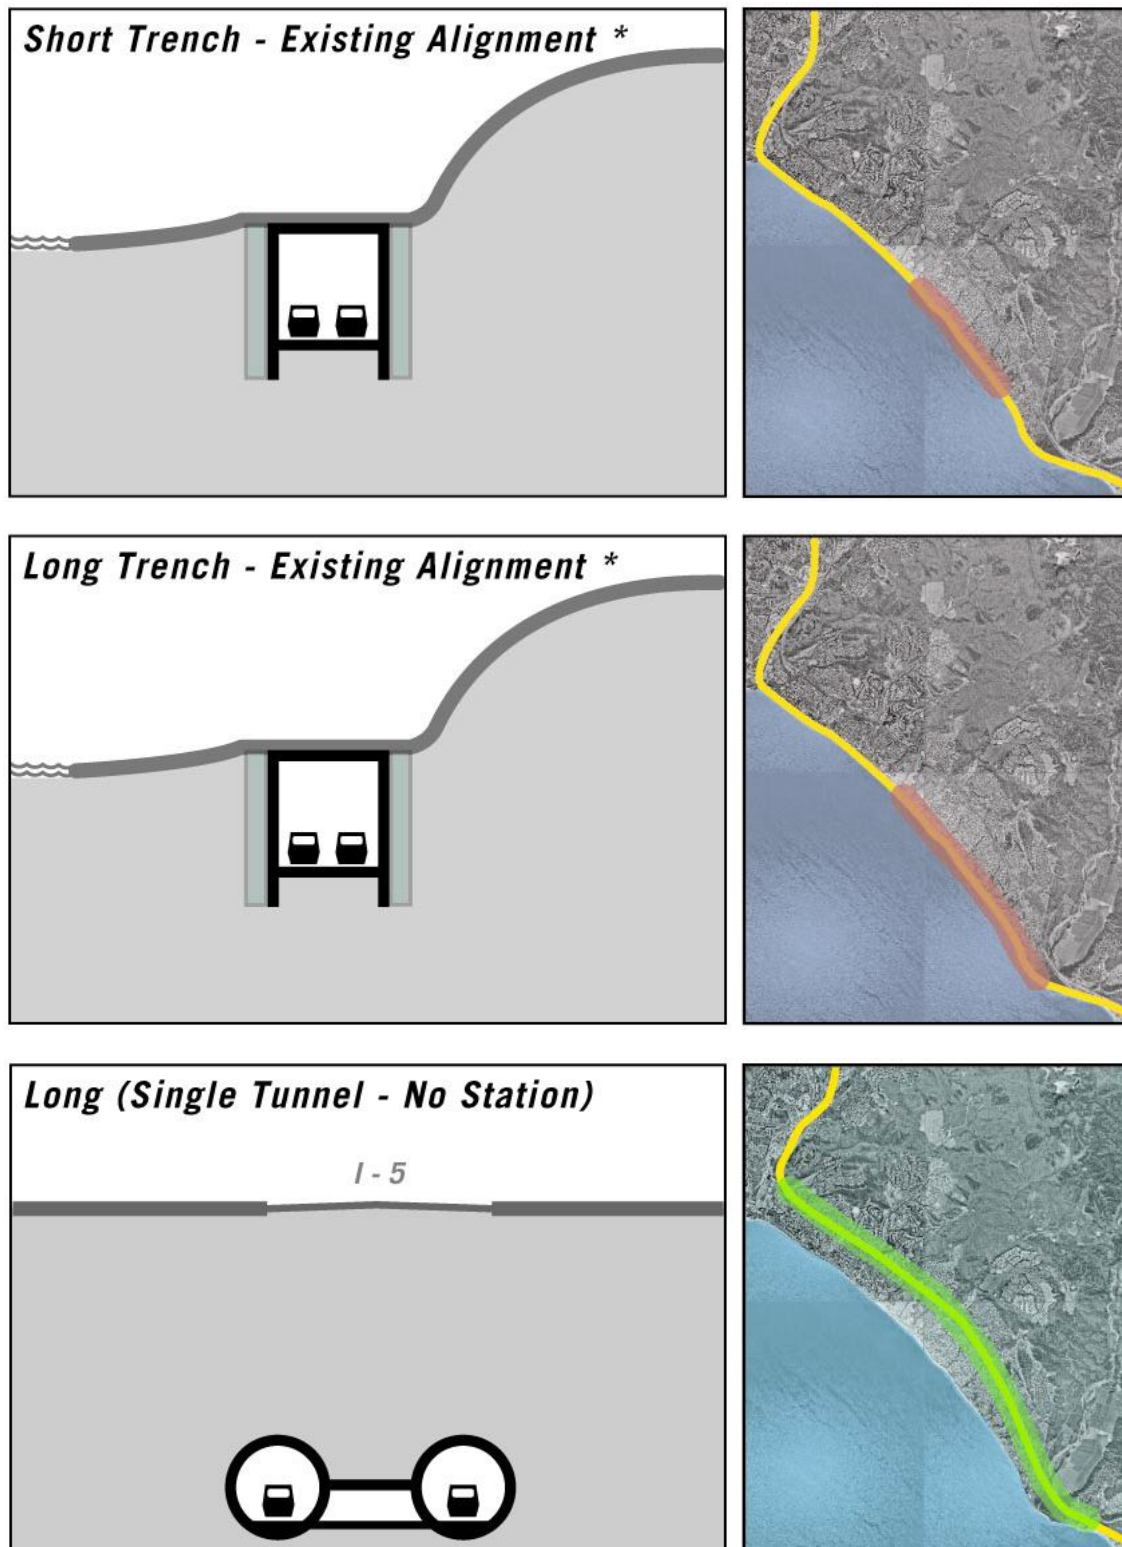 Short Trench - Existing Alignment *
Long Trench - Existing Alignment *
Long (Single Tunnel - No Station)
I - 5